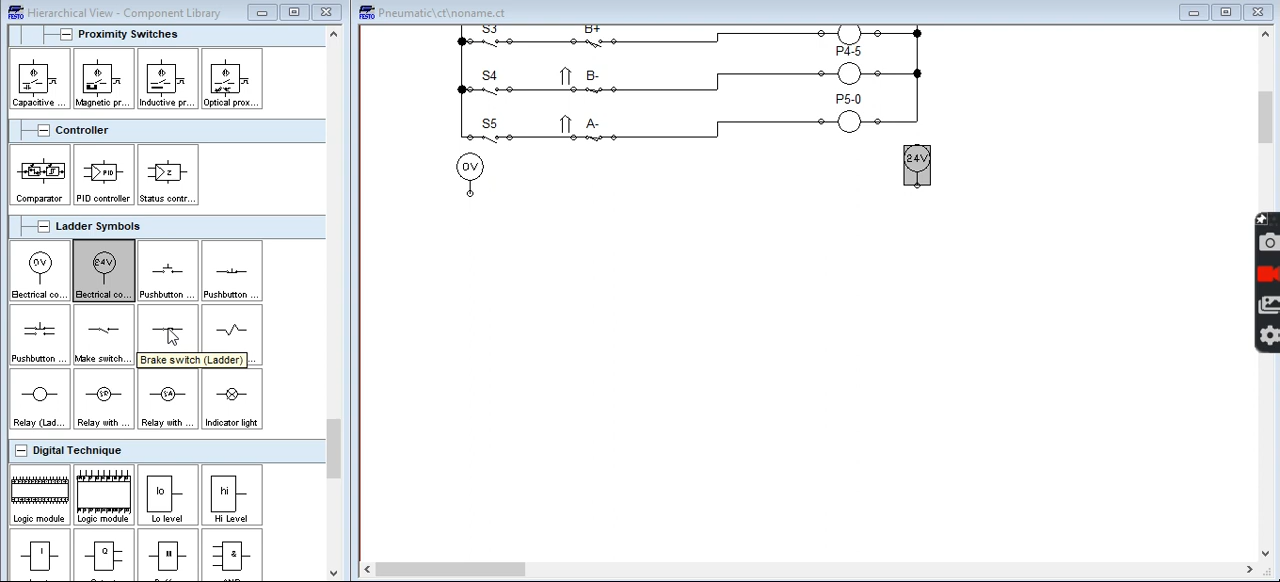 FESTO Hierarchical View - Component Library
Proximity Switches
Capacitive ... Magnetic pr... Inductive pr... Optical prox...
Controller
Comparator PID controller Status contr...
PID
Ladder Symbols
0V 24V
Electrical co... Electrical co... Pushbutton ... Pushbutton ...
Pushbutton ... Make switch... ...
Brake switch (Ladder)
Relay (Lad... Relay with ... Relay with ... Indicator light
Digital Technique
lo hi
Logic module Logic module Lo level Hi Level
I Q &
FESTO Pneumatic\ct\noname.ct
S3 B+
P4-5
S4 B-
P5-0
S5 A-
0V 24V